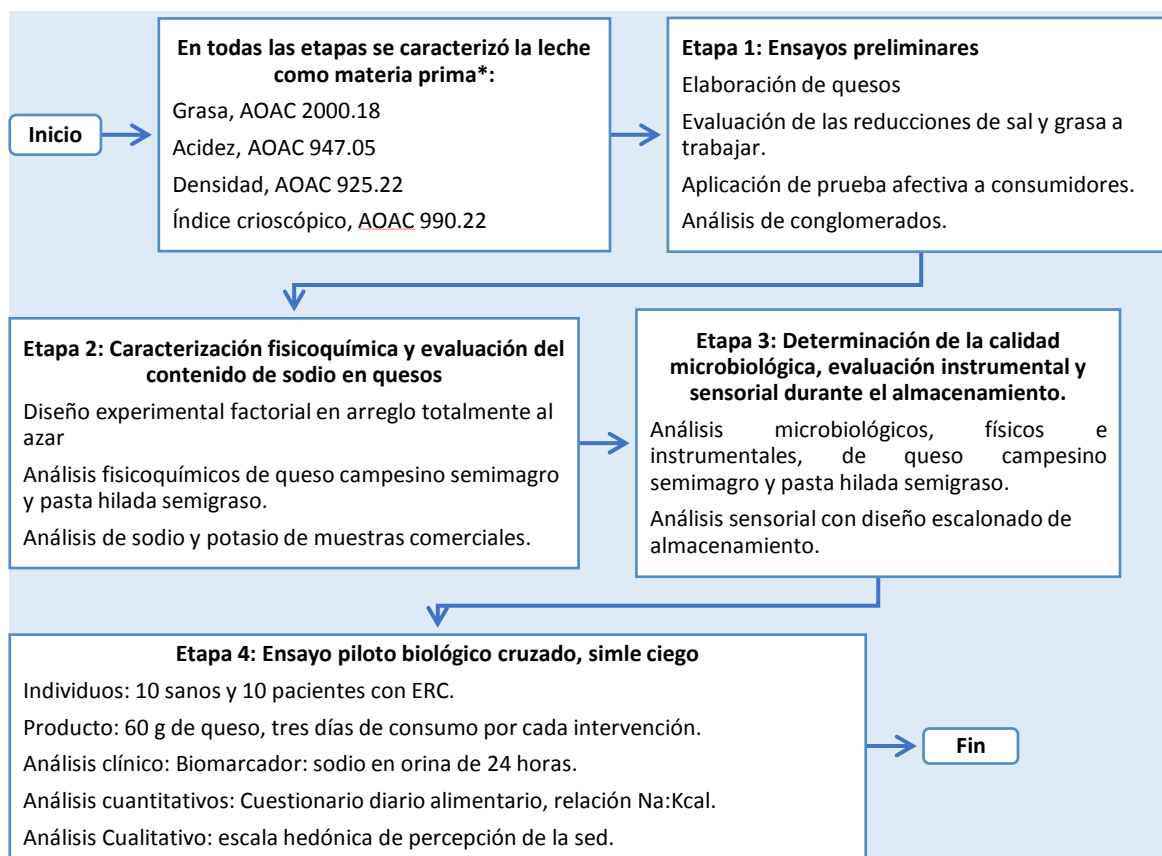 Inicio
En todas las etapas se caracterizó la leche
como materia prima*:
Grasa, AOAC 2000.18
Acidez, AOAC 947.05
Densidad, AOAC 925.22
Índice crioscópico, AOAC 990.22
Etapa 1: Ensayos preliminares
Elaboración de quesos
Evaluación de las reducciones de sal y grasa a
trabajar.
Aplicación de prueba afectiva a consumidores.
Análisis de conglomerados.
Etapa 2: Caracterización fisicoquímica y evaluación del
contenido de sodio en quesos
Diseño experimental factorial en arreglo totalmente al
azar
Análisis fisicoquímicos de queso campesino semimagro
y pasta hilada semigraso.
Análisis de sodio y potasio de muestras comerciales.
Etapa 3: Determinación de la calidad
microbiológica, evaluación instrumental y
sensorial durante el almacenamiento.
Análisis microbiológicos, físicos e
instrumentales, de queso campesino
semimagro y pasta hilada semigraso.
Análisis sensorial con diseño escalonado de
almacenamiento.
Etapa 4: Ensayo piloto biológico cruzado, simle ciego
Individuos: 10 sanos y 10 pacientes con ERC.
Producto: 60 g de queso, tres días de consumo por cada intervención.
Análisis clínico: Biomarcador: sodio en orina de 24 horas.
Análisis cuantitativos: Cuestionario diario alimentario, relación Na:Kcal.
Análisis Cualitativo: escala hedónica de percepción de la sed.
Fin